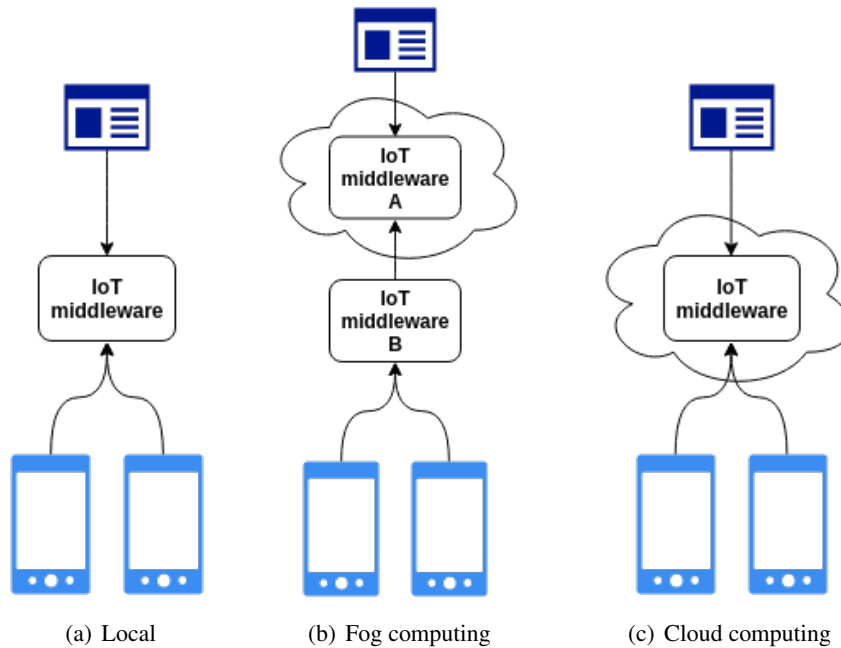 IoT
middleware
IoT
middleware
A
IoT
middleware
B
IoT
middleware
(a) Local
(b) Fog computing
(c) Cloud computing